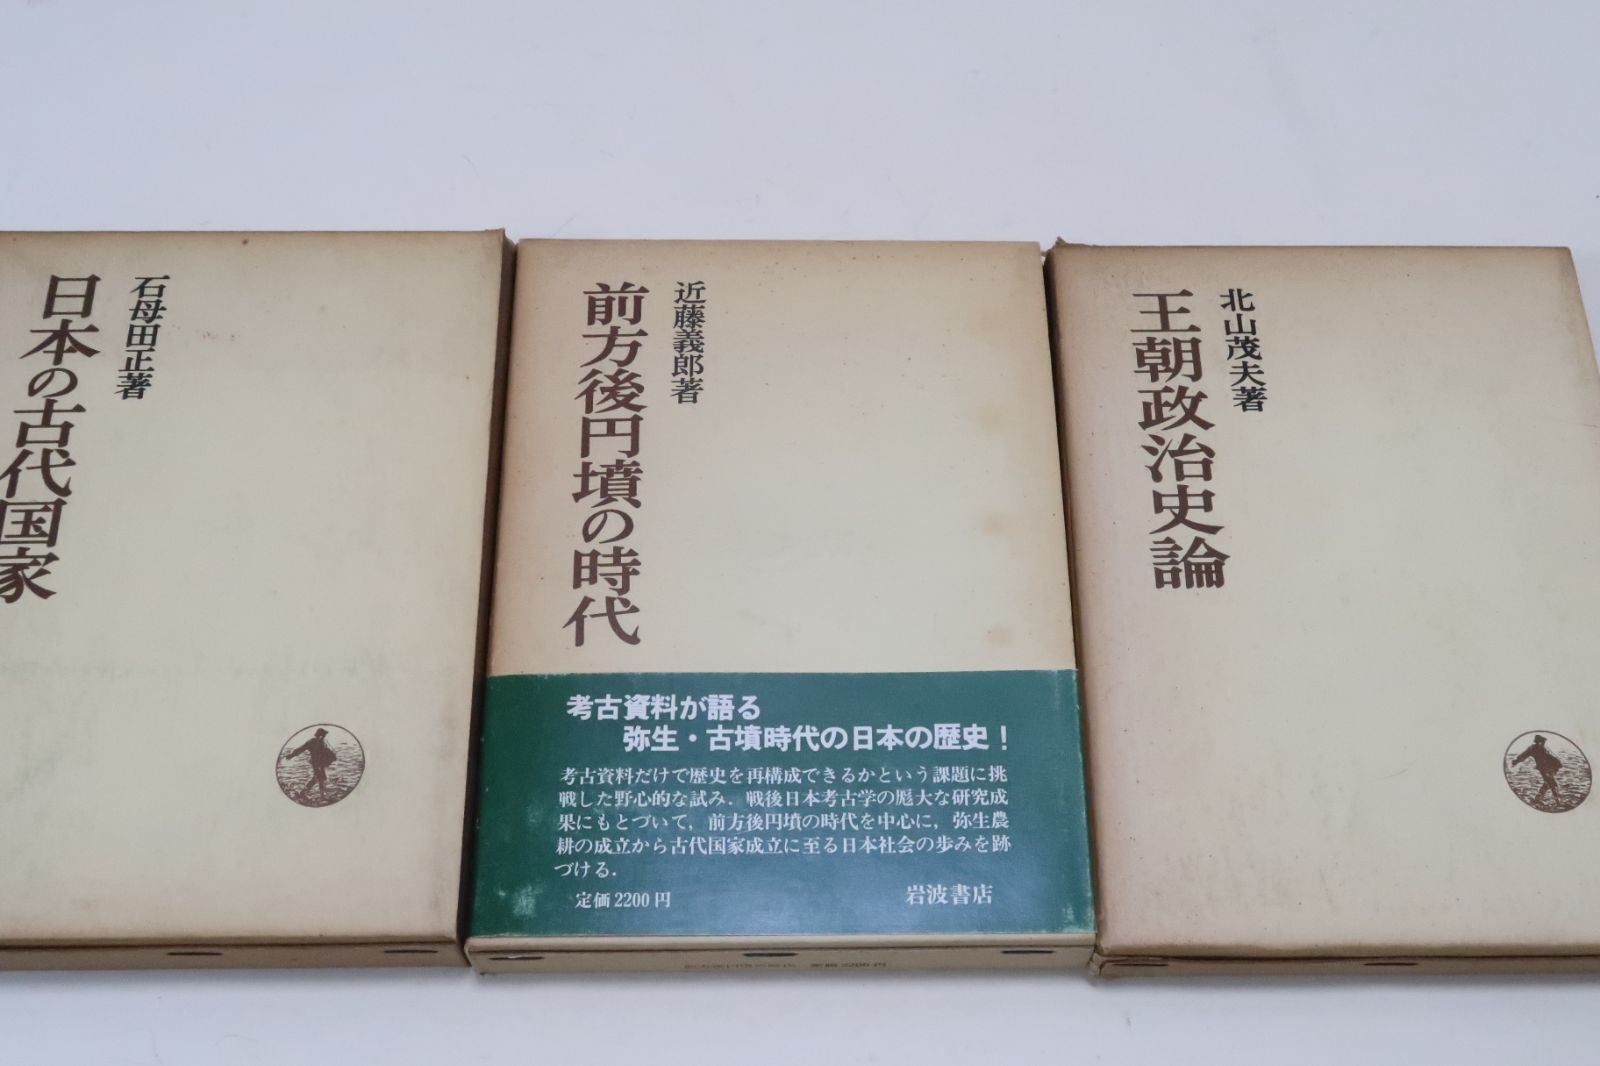 石母田正著
日本の古代国家
近藤義郎著
前方後円墳の時代
考古資料が語る
弥生・古墳時代の日本の歴史！
考古資料だけで歴史を再構成できるかという課題に挑
戦した野心的な試み．戦後日本考古学の厖大な研究成
果にもとづいて，前方後円墳の時代を中心に，弥生農
耕の成立から古代国家成立に至る日本社会の歩みを跡
づける．
定価2200円
岩波書店
北山茂夫著
王朝政治史論